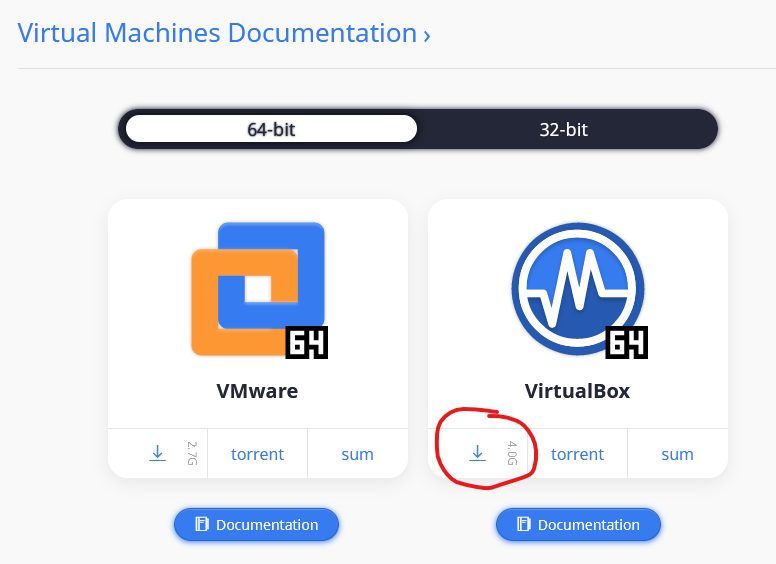 Virtual Machines Documentation ›
64-bit 32-bit
64 64
VMware VirtualBox
2.7G torrent sum 4.0G torrent sum
Documentation Documentation